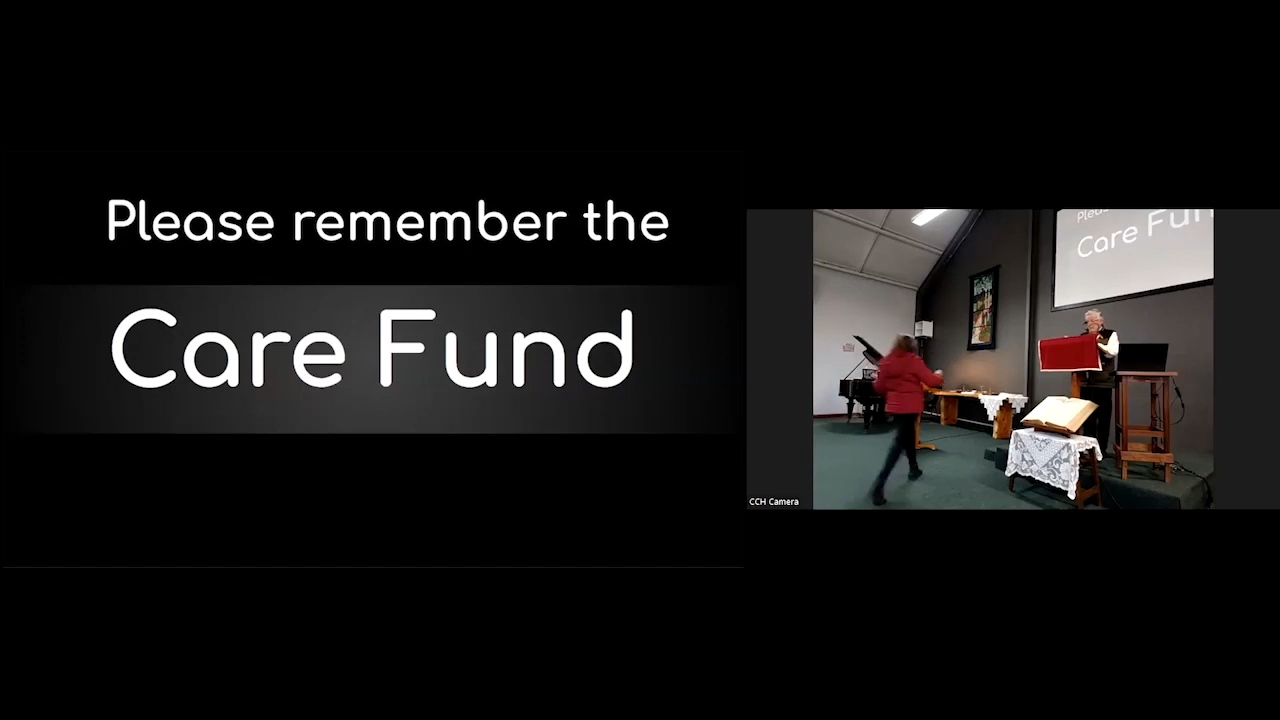 Please remember the
Care Fund
Care Fun
CCH Camera